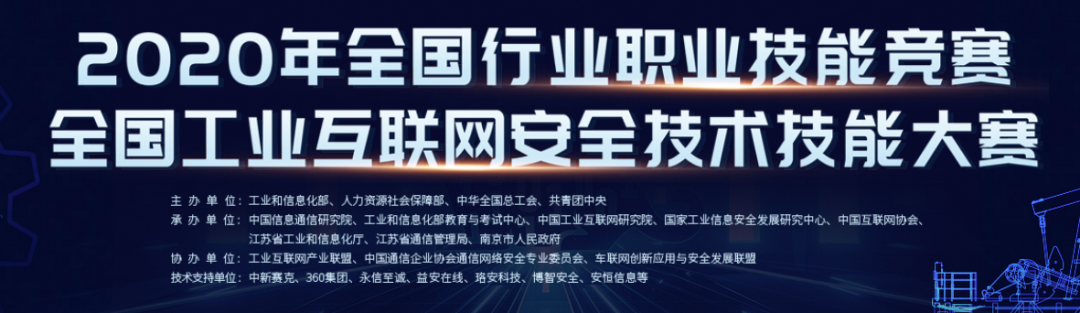 2020年全国行业职业技能竞赛
全国工业互联网安全技术技能大赛
主 办 单 位：工业和信息化部、人力资源社会保障部、中华全国总工会、共青团中央
承 办 单 位：中国信息通信研究院、工业和信息化部教育与考试中心、中国工业互联网研究院、国家工业信息安全发展研究中心、中国互联网协会、
江苏省工业和信息化厅、江苏省通信管理局、南京市人民政府
协 办 单 位：工业互联网产业联盟、中国通信企业协会通信网络安全专业委员会、车联网创新应用与安全发展联盟
技术支持单位：中新赛克、360集团、永信至诚、益安在线、珞安科技、博智安全、安恒信息等